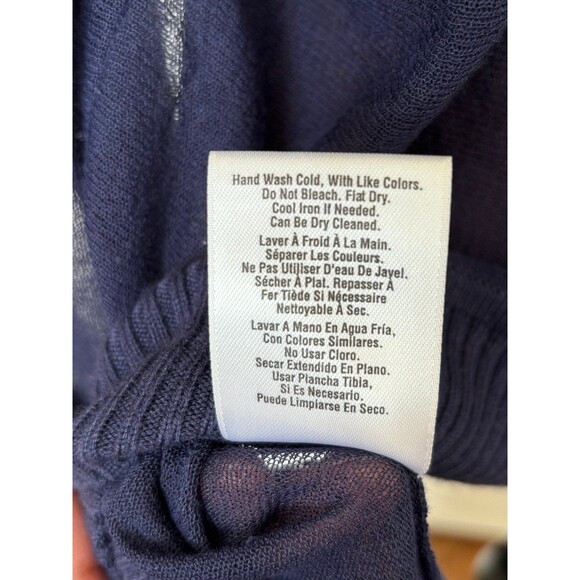 Hand Wash Cold, With Like Colors.
Do Not Bleach. Flat Dry.
Cool Iron If Needed.
Can Be Dry Cleaned.
Laver À Froid À La Main.
Séparer Les Couleurs.
Ne Pas Utiliser D'eau De Jayel.
Sécher À Plat. Repasser À
Fer Tiède Si Nécessaire
Nettoyable À Sec.
Lavar A Mano En Agua Fría,
Con Colores Similares.
No Usar Cloro.
Secar Extendido En Plano.
Usar Plancha Tibia,
Si Es Necesario.
Puede Limpiarse En Seco.